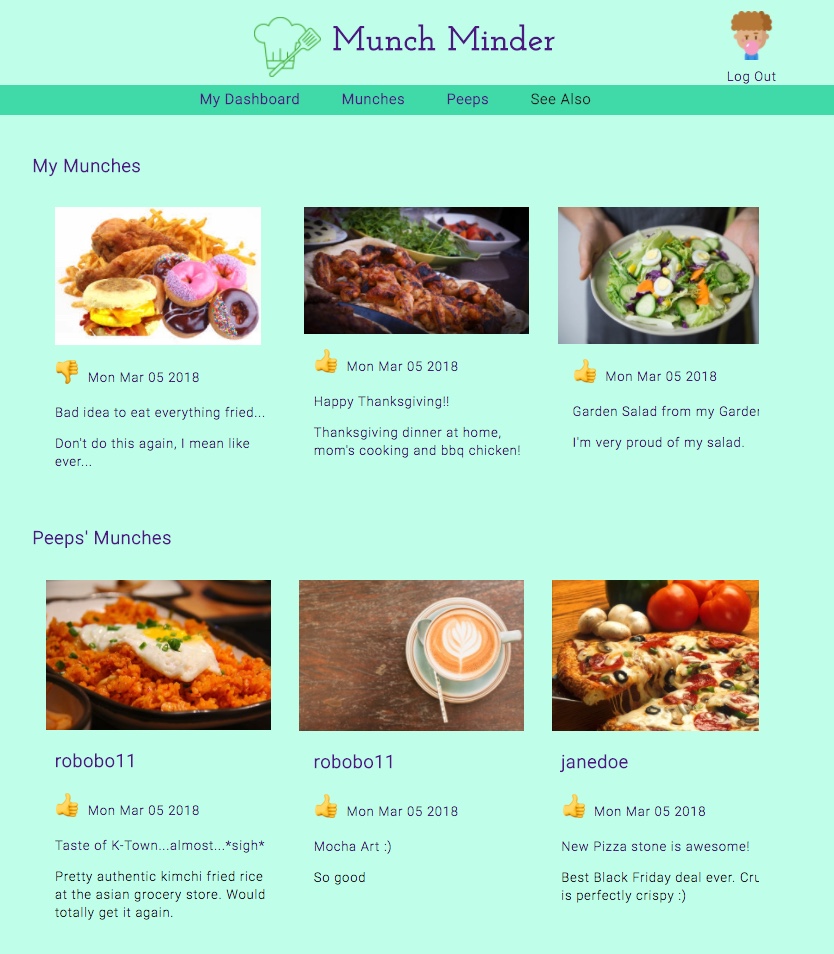 Munch Minder
Log Out
My Dashboard Munches Peeps See Also
My Munches
Mon Mar 05 2018
Bad idea to eat everything fried...
Don't do this again, I mean like
ever...
Mon Mar 05 2018
Happy Thanksgiving!!
Thanksgiving dinner at home,
mom's cooking and bbq chicken!
Mon Mar 05 2018
Garden Salad from my
I'm very proud of my salad.
Peeps' Munches
robobo11
Mon Mar 05 2018
Taste of K-Town...almost...*sigh*
Pretty authentic kimchi fried rice
at the asian grocery store. Would
totally get it again.
robobo11
Mon Mar 05 2018
Mocha Art :)
So good
janedoe
Mon Mar 05 2018
New Pizza stone is awesome!
Best Black Friday deal ever.
is perfectly crispy :)